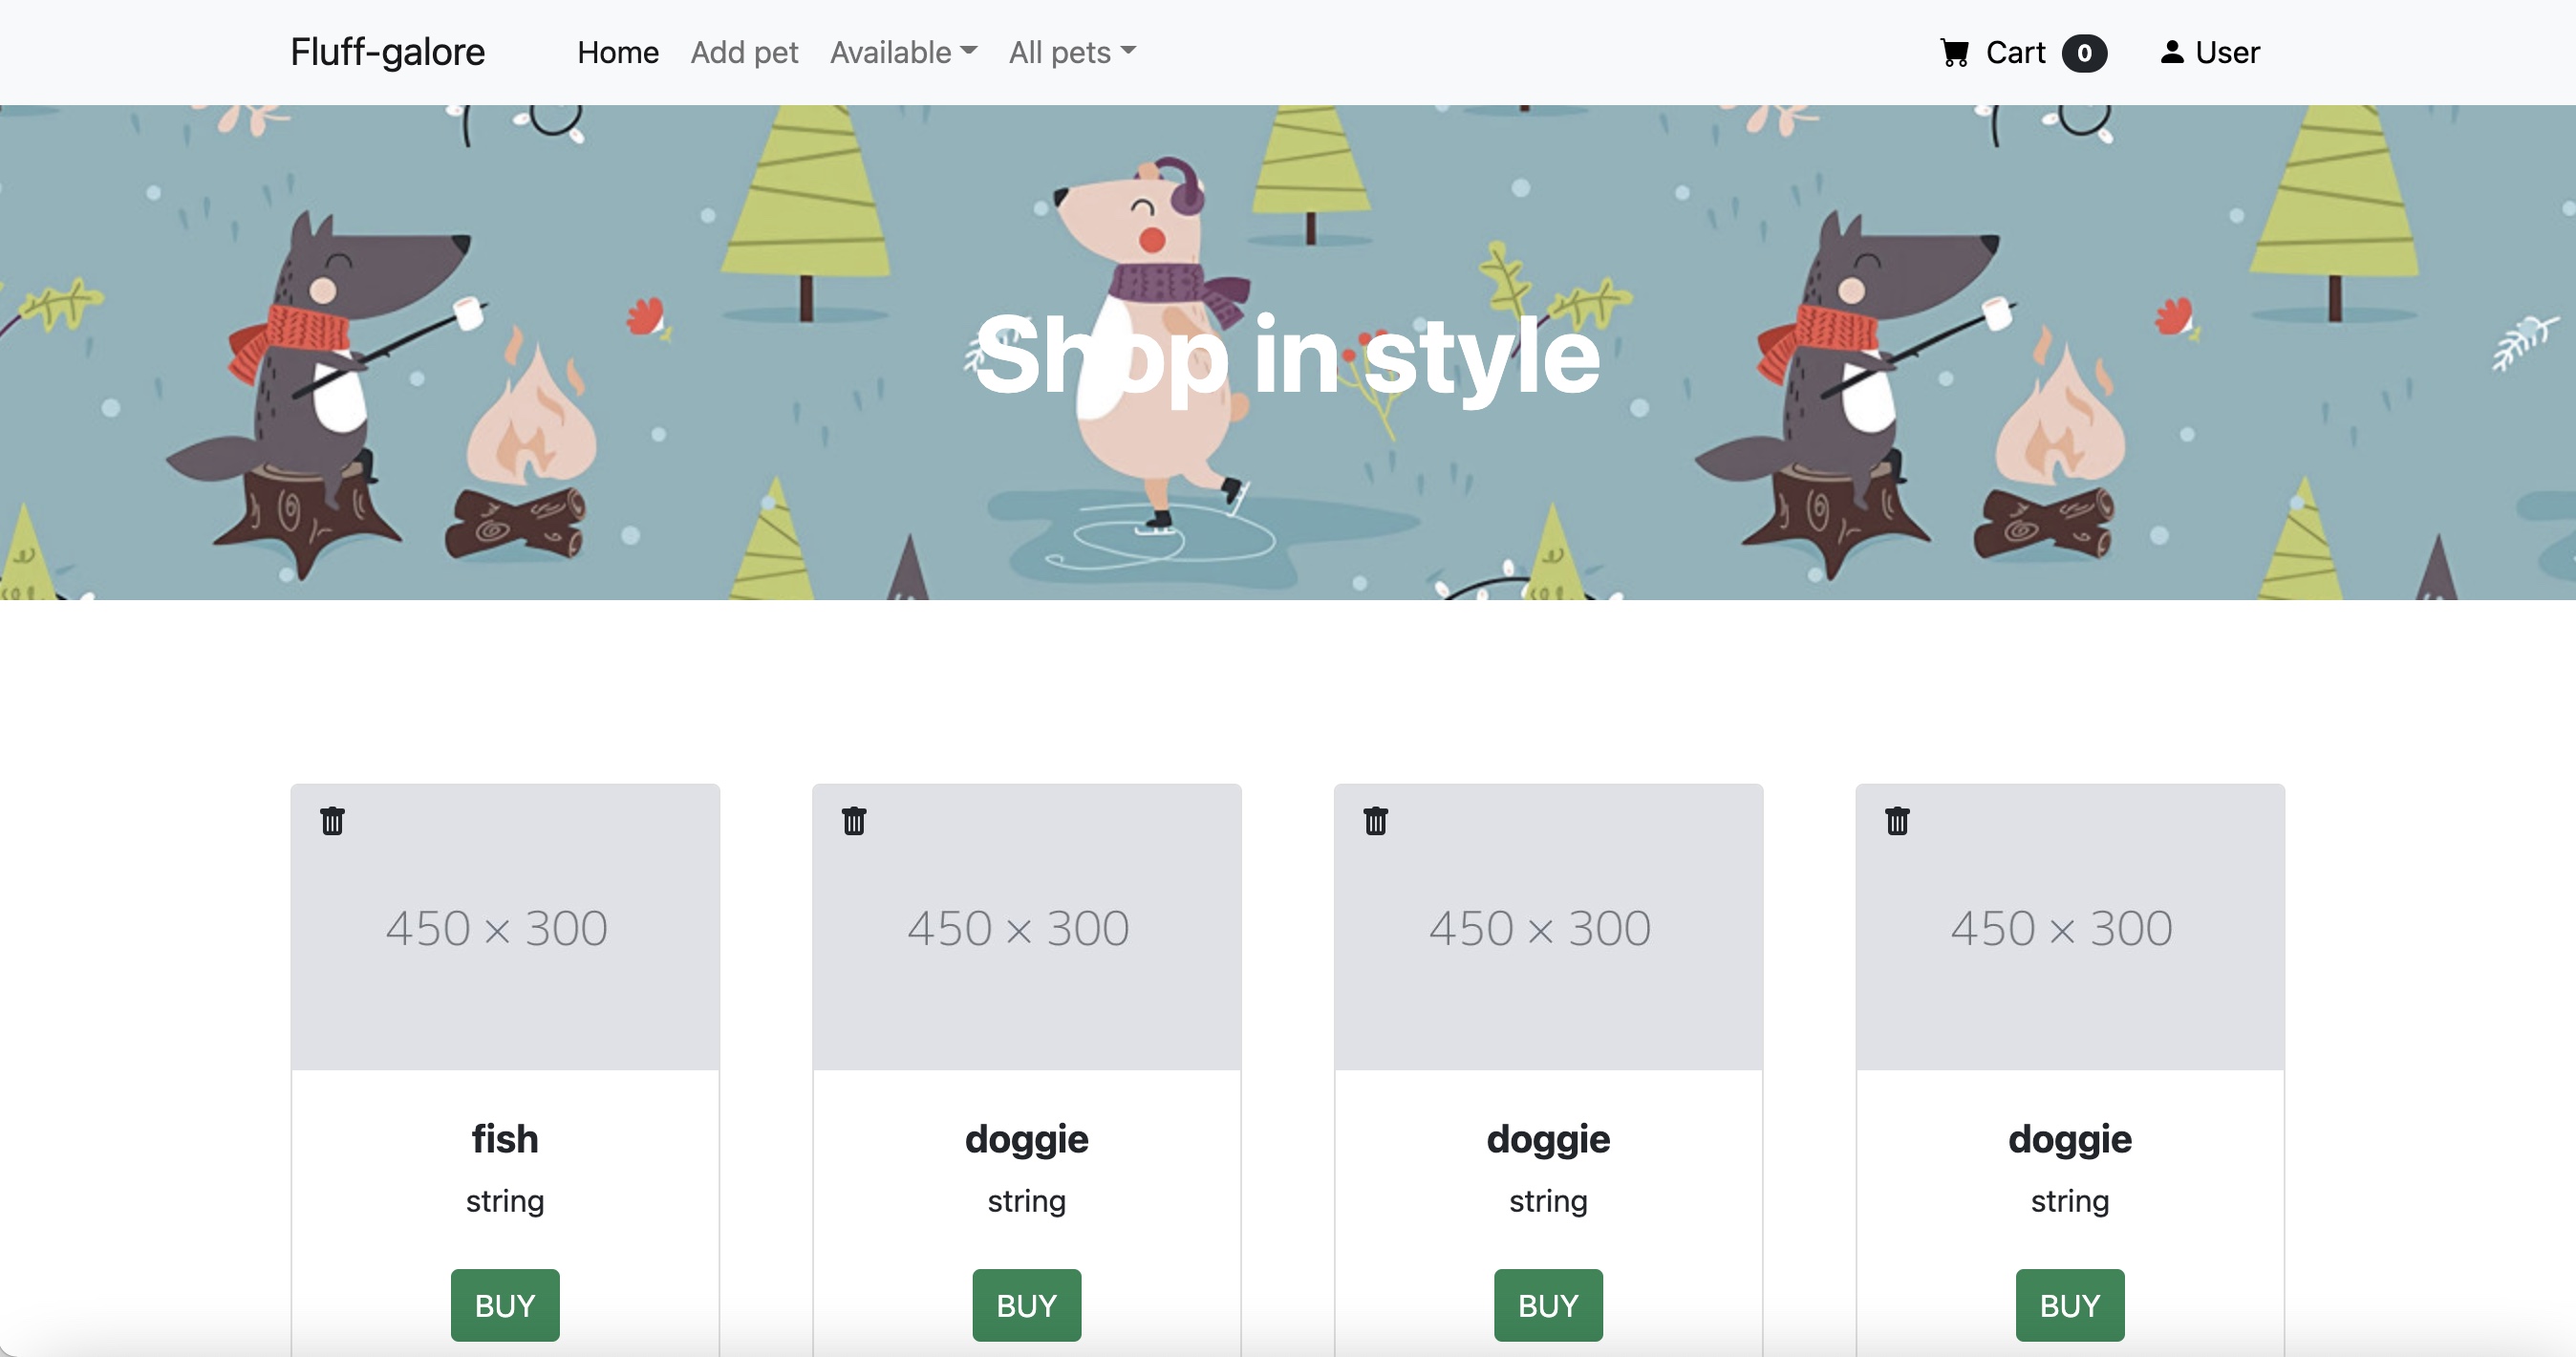 Fluff-galore Home Add pet Available All pets Cart 0 User
Shop in style
450 × 300 450 × 300 450 × 300 450 × 300
fish doggie doggie doggie
string string string string
BUY BUY BUY BUY